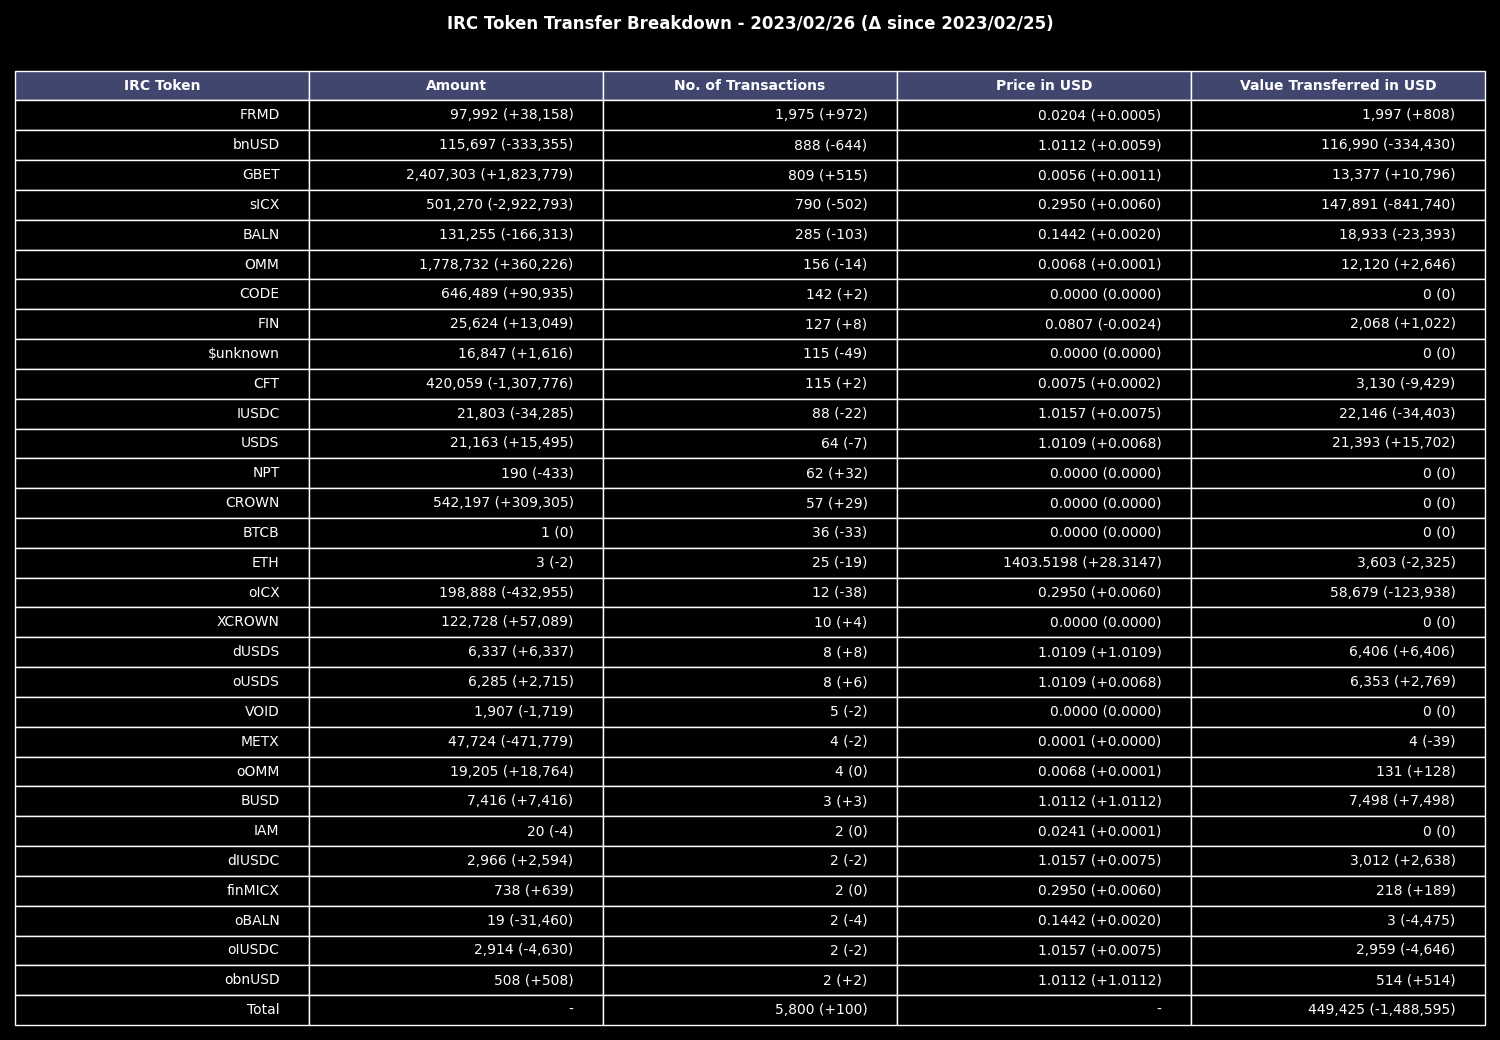 IRC Token Transfer Breakdown - 2023/02/26 (Δ since 2023/02/25)
IRC Token Amount No. of Transactions Price in USD Value Transferred in USD
FRMD 97,992 (+38,158) 1,975 (+972) 0.0204 (+0.0005) 1,997 (+808)
bnUSD 115,697 (-333,355) 888 (-644) 1.0112 (+0.0059) 116,990 (-334,430)
GBET 2,407,303 (+1,823,779) 809 (+515) 0.0056 (+0.0011) 13,377 (+10,796)
sICX 501,270 (-2,922,793) 790 (-502) 0.2950 (+0.0060) 147,891 (-841,740)
BALN 131,255 (-166,313) 285 (-103) 0.1442 (+0.0020) 18,933 (-23,393)
OMM 1,778,732 (+360,226) 156 (-14) 0.0068 (+0.0001) 12,120 (+2,646)
CODE 646,489 (+90,935) 142 (+2) 0.0000 (0.0000) 0 (0)
FIN 25,624 (+13,049) 127 (+8) 0.0807 (-0.0024) 2,068 (+1,022)
$unknown 16,847 (+1,616) 115 (-49) 0.0000 (0.0000) 0 (0)
CFT 420,059 (-1,307,776) 115 (+2) 0.0075 (+0.0002) 3,130 (-9,429)
IUSDC 21,803 (-34,285) 88 (-22) 1.0157 (+0.0075) 22,146 (-34,403)
USDS 21,163 (+15,495) 64 (-7) 1.0109 (+0.0068) 21,393 (+15,702)
NPT 190 (-433) 62 (+32) 0.0000 (0.0000) 0 (0)
CROWN 542,197 (+309,305) 57 (+29) 0.0000 (0.0000) 0 (0)
BTCB 1 (0) 36 (-33) 0.0000 (0.0000) 0 (0)
ETH 3 (-2) 25 (-19) 1403.5198 (+28.3147) 3,603 (-2,325)
oICX 198,888 (-432,955) 12 (-38) 0.2950 (+0.0060) 58,679 (-123,938)
XCROWN 122,728 (+57,089) 10 (+4) 0.0000 (0.0000) 0 (0)
dUSDS 6,337 (+6,337) 8 (+8) 1.0109 (+1.0109) 6,406 (+6,406)
oUSDS 6,285 (+2,715) 8 (+6) 1.0109 (+0.0068) 6,353 (+2,769)
VOID 1,907 (-1,719) 5 (-2) 0.0000 (0.0000) 0 (0)
METX 47,724 (-471,779) 4 (-2) 0.0001 (+0.0000) 4 (-39)
oOMM 19,205 (+18,764) 4 (0) 0.0068 (+0.0001) 131 (+128)
BUSD 7,416 (+7,416) 3 (+3) 1.0112 (+1.0112) 7,498 (+7,498)
IAM 20 (-4) 2 (0) 0.0241 (+0.0001) 0 (0)
dIUSDC 2,966 (+2,594) 2 (-2) 1.0157 (+0.0075) 3,012 (+2,638)
finMICX 738 (+639) 2 (0) 0.2950 (+0.0060) 218 (+189)
oBALN 19 (-31,460) 2 (-4) 0.1442 (+0.0020) 3 (-4,475)
oIUSDC 2,914 (-4,630) 2 (-2) 1.0157 (+0.0075) 2,959 (-4,646)
obnUSD 508 (+508) 2 (+2) 1.0112 (+1.0112) 514 (+514)
Total - 5,800 (+100) - 449,425 (-1,488,595)